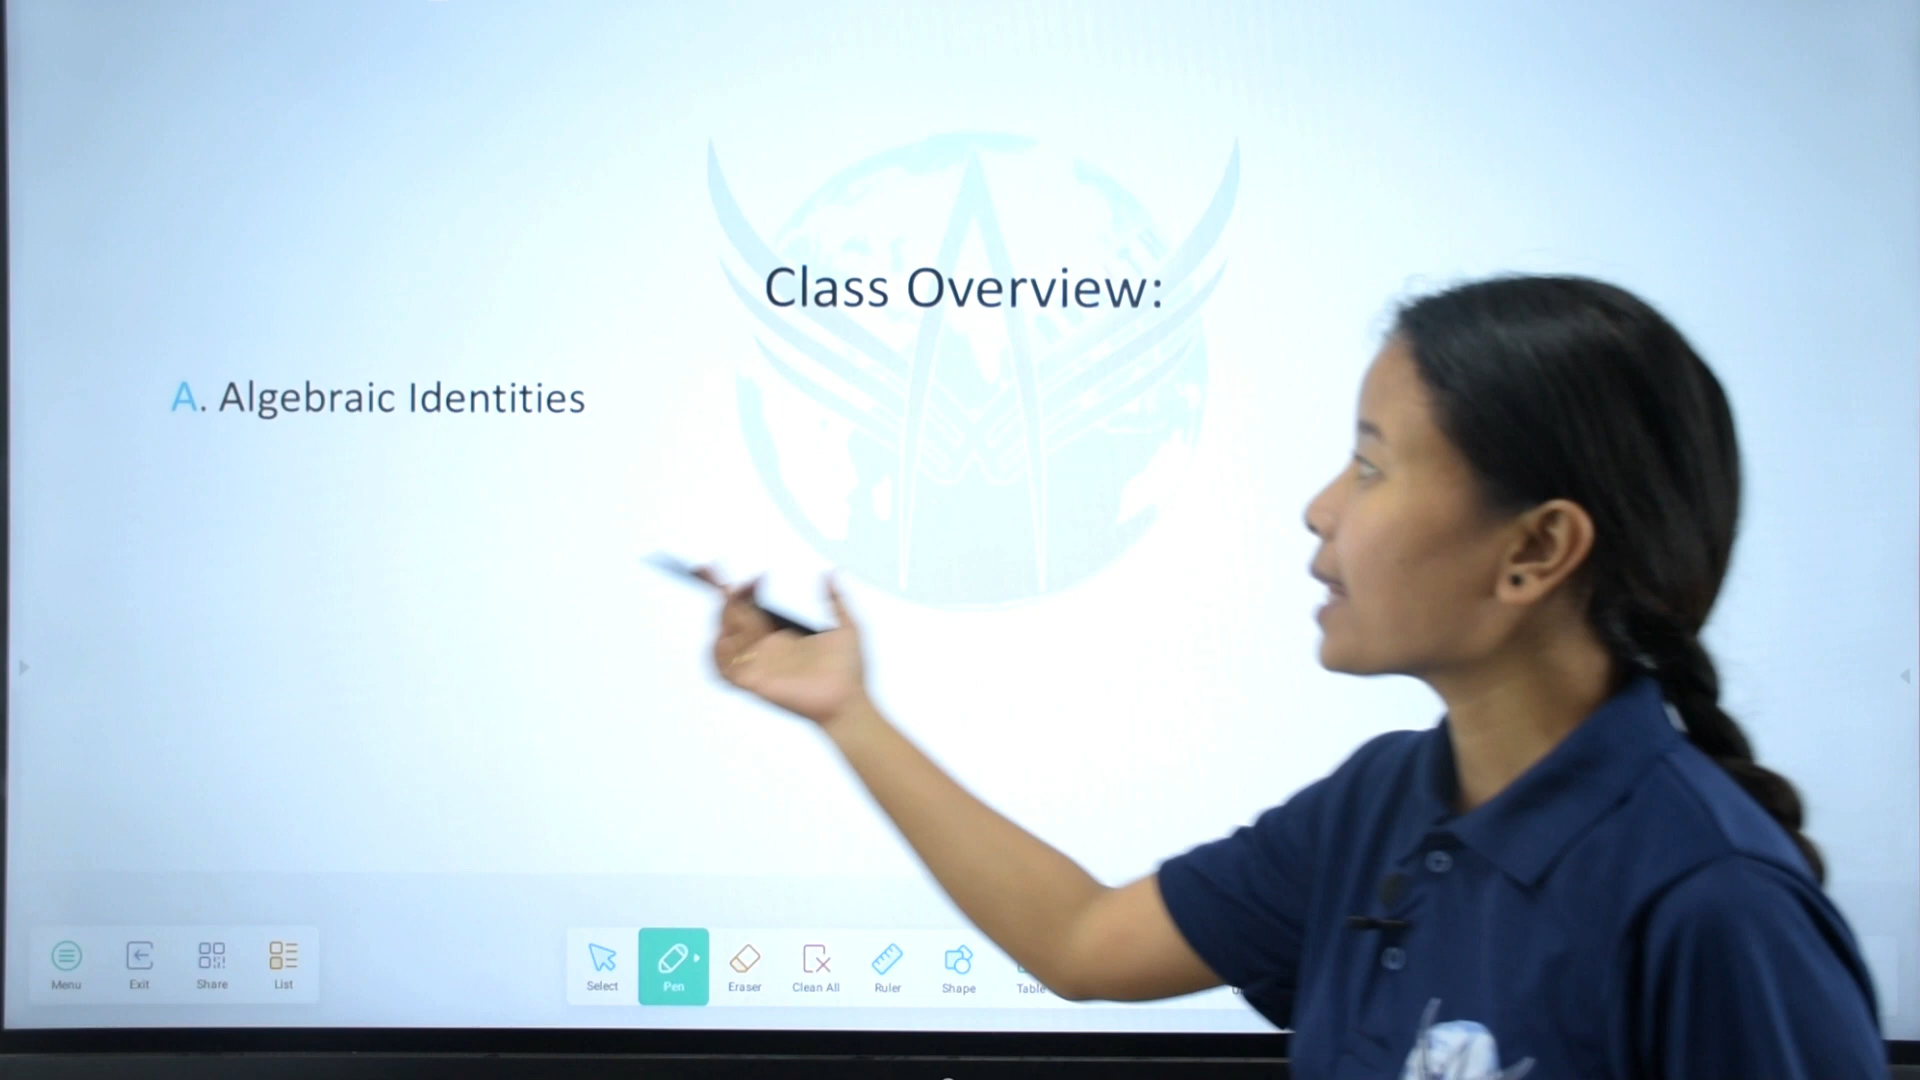 Class Overview:
A. Algebraic Identities
Menu
Exit
Share
List
Select
Pen
Eraser
Clean All
Ruler
Shape
Table